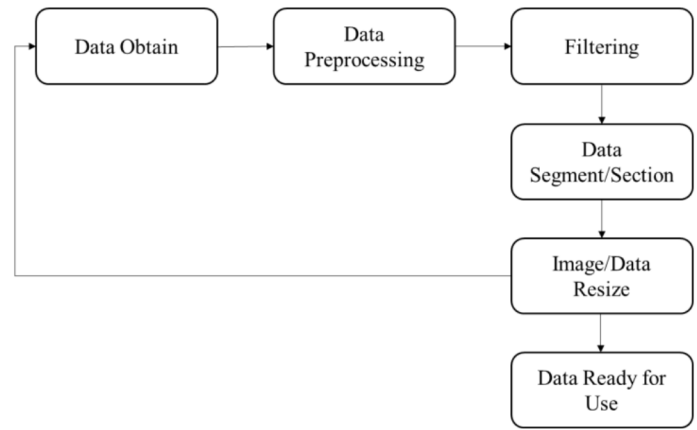 Data Obtain
Data
Preprocessing
Filtering
Data
Segment/Section
Image/Data
Resize
Data Ready for
Use